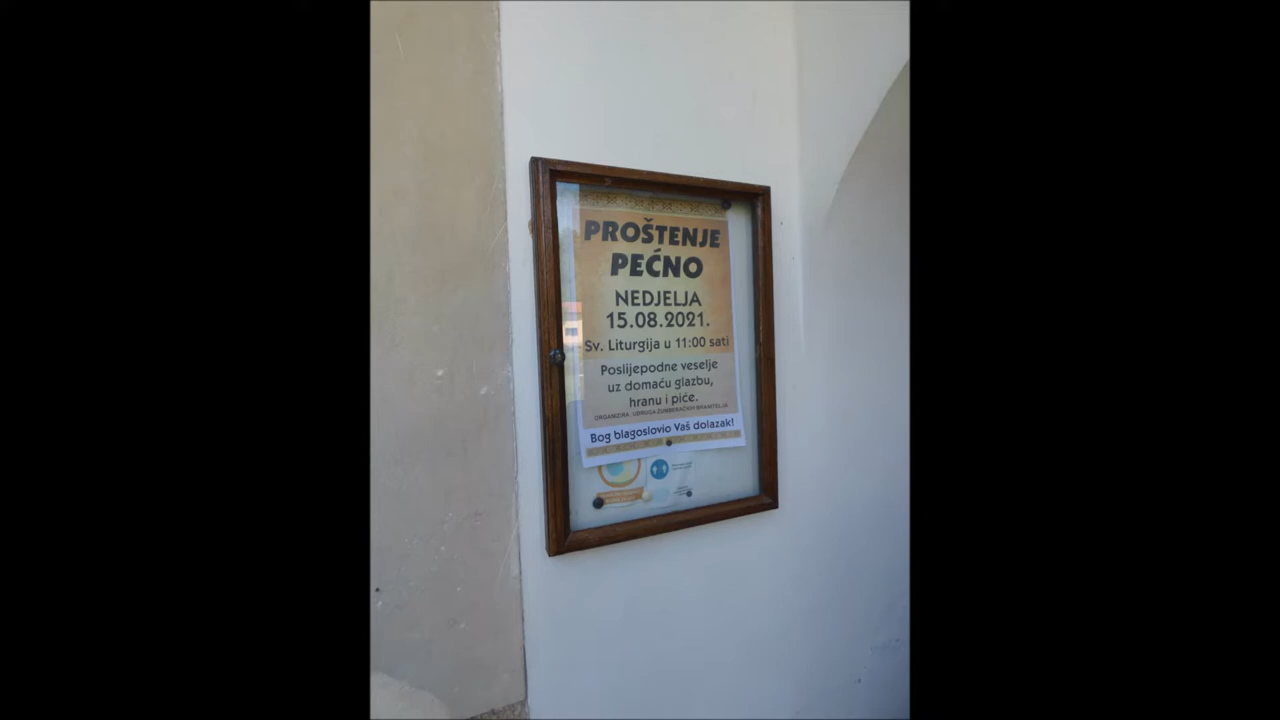 PROŠTENJE
PEĆNO
NEDJELJA
15.08.2021.
Sv. Liturgija u 11:00 sati
Poslijepodne veselje
uz domaću glazbu,
hranu i piće.
ORGANIZIRA: UDRUGA ŽUMBERAČKIH BRANITELJA
Bog blagoslovio Vaš dolazak!